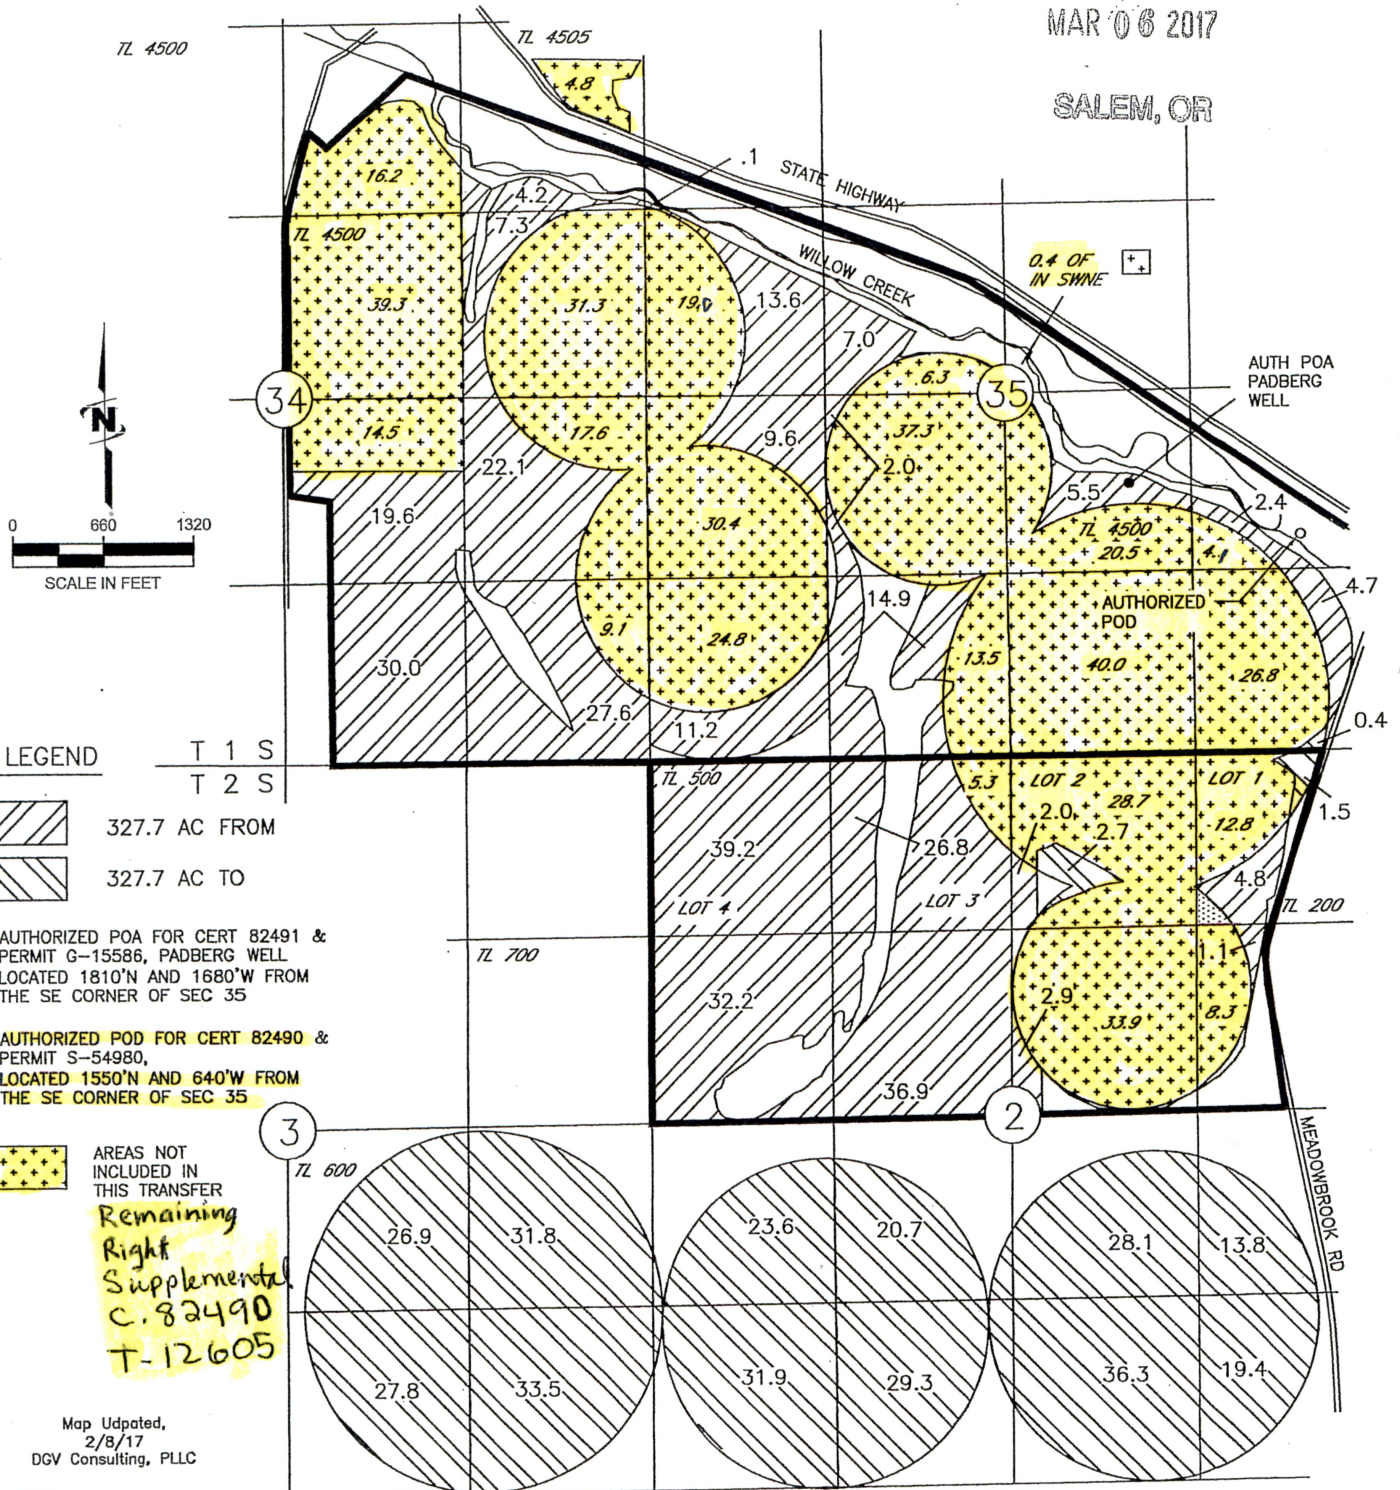 MAR 06 2017
SALEM, OR
TL 4500
TL 4505
4.8
.1
STATE HIGHWAY
16.2
4.2
7.3
TL 4500
WILLOW CREEK
0.4 OF
IN SWNE
39.3
31.3
19.0
13.6
7.0
AUTH POA
PADBERG
WELL
34
35
6.3
14.5
17.6
9.6
37.3
22.1
2.0
N
5.5
2.4
19.6
30.4
TL 4500
20.5
4.1
0 660 1320
SCALE IN FEET
14.9
4.7
AUTHORIZED
POD
9.1
24.8
30.0
13.5
40.0
26.8
27.6
11.2
0.4
LEGEND
T 1 S
T 2 S
TL 500
5.3
LOT 2
LOT 1
28.7
12.8
1.5
327.7 AC FROM
2.0
2.7
39.2
26.8
327.7 AC TO
4.8
LOT 4
LOT 3
TL 200
AUTHORIZED POA FOR CERT 82491 &
PERMIT G-15586, PADBERG WELL
LOCATED 1810'N AND 1680'W FROM
THE SE CORNER OF SEC 35
TL 700
1.1
32.2
2.9
33.9
8.3
AUTHORIZED POD FOR CERT 82490 &
PERMIT S-54980,
LOCATED 1550'N AND 640'W FROM
THE SE CORNER OF SEC 35
36.9
3
2
MEADOWBROOK RD
AREAS NOT
INCLUDED IN
THIS TRANSFER
TL 600
Remaining
Right
Supplemental
C. 82490
T-12605
26.9
31.8
23.6
20.7
28.1
13.8
27.8
33.5
31.9
29.3
36.3
19.4
Map Udpated,
2/8/17
DGV Consulting, PLLC